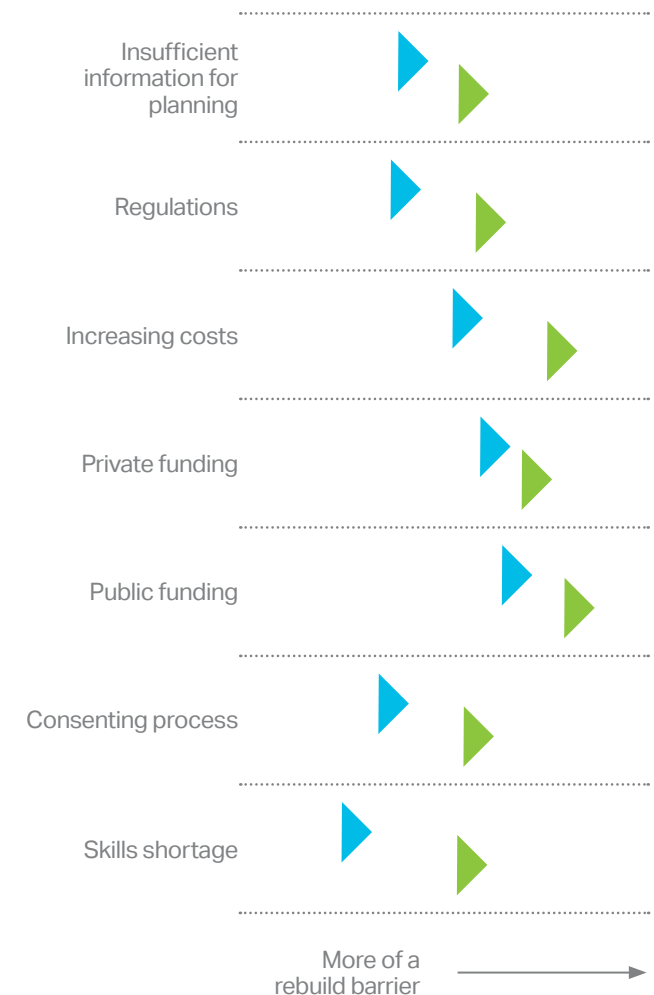 Insufficient
information for
planning
Regulations
Increasing costs
Private funding
Public funding
Consenting process
Skills shortage
More of a
rebuild barrier